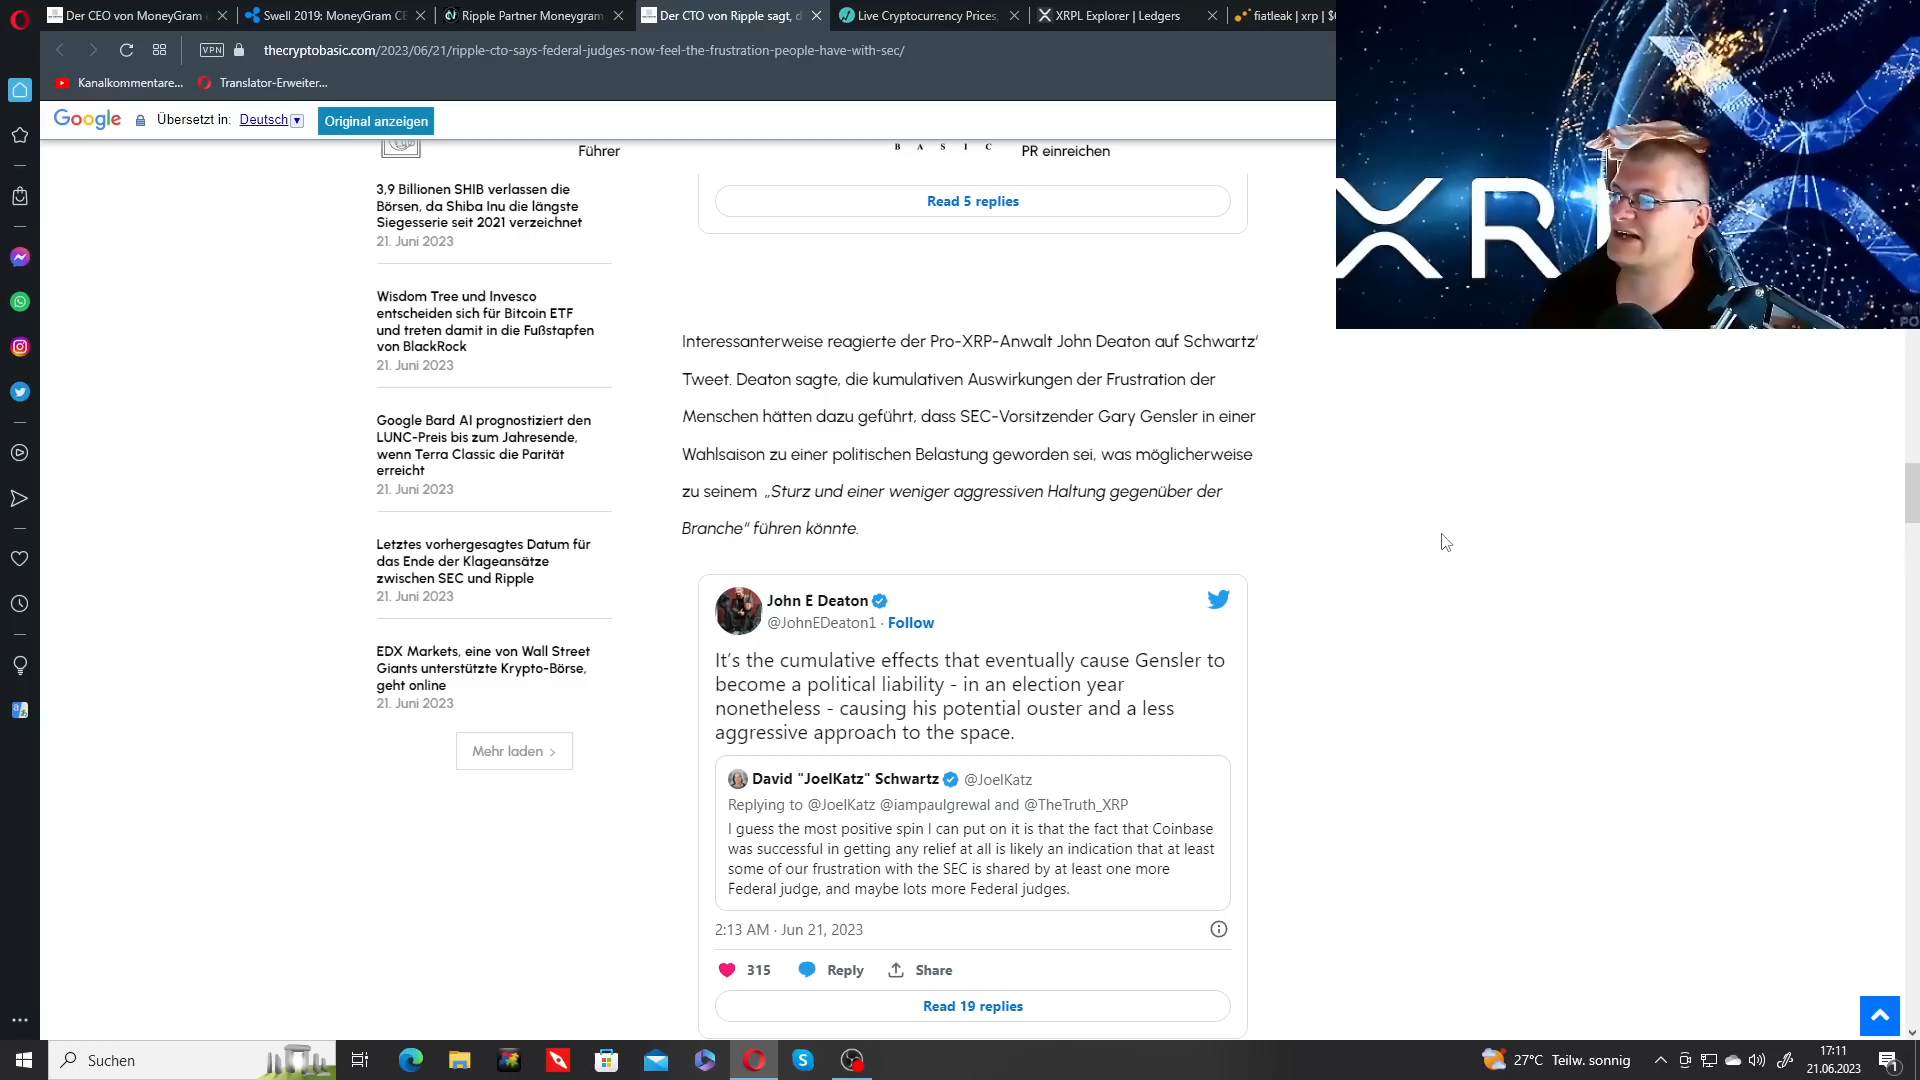 Der CEO von MoneyGram
Swell 2019: MoneyGram CE
Ripple Partner Moneygram
Der CTO von Ripple sagt, d
Live Cryptocurrency Prices,
XRPL Explorer | Ledgers
fiatleak | xrp | $
VPN
thecryptobasic.com/2023/06/21/ripple-cto-says-federal-judges-now-feel-the-frustration-people-have-with-sec/
Kanalkommentare...
Translator-Erweiter...
Google
Übersetzt in:
Deutsch
Original anzeigen
Führer
BASIC
PR einreichen
3,9 Billionen SHIB verlassen die
Börsen, da Shiba Inu die längste
Siegesserie seit 2021 verzeichnet
21. Juni 2023
Wisdom Tree und Invesco
entscheiden sich für Bitcoin ETF
und treten damit in die Fußstapfen
von BlackRock
21. Juni 2023
Google Bard AI prognostiziert den
LUNC-Preis bis zum Jahresende,
wenn Terra Classic die Parität
erreicht
21. Juni 2023
Letztes vorhergesagtes Datum für
das Ende der Klageansätze
zwischen SEC und Ripple
21. Juni 2023
EDX Markets, eine von Wall Street
Giants unterstützte Krypto-Börse,
geht online
21. Juni 2023
Mehr laden >
Read 5 replies
Interessanterweise reagierte der Pro-XRP-Anwalt John Deaton auf Schwartz'
Tweet. Deaton sagte, die kumulativen Auswirkungen der Frustration der
Menschen hätten dazu geführt, dass SEC-Vorsitzender Gary Gensler in einer
Wahlsaison zu einer politischen Belastung geworden sei, was möglicherweise
zu seinem „Sturz und einer weniger aggressiven Haltung gegenüber der
Branche“ führen könnte.
John E Deaton
@JohnEDeaton1 · Follow
It's the cumulative effects that eventually cause Gensler to
become a political liability - in an election year
nonetheless - causing his potential ouster and a less
aggressive approach to the space.
David "JoelKatz" Schwartz @JoelKatz
Replying to @JoelKatz @iampaulgrewal and @TheTruth_XRP
I guess the most positive spin I can put on it is that the fact that Coinbase
was successful in getting any relief at all is likely an indication that at least
some of our frustration with the SEC is shared by at least one more
Federal judge, and maybe lots more Federal judges.
2:13 AM · Jun 21, 2023
315
Reply
Share
Read 19 replies
XR
Suchen
27°C Teilw. sonnig
17:11
21.06.2023
1